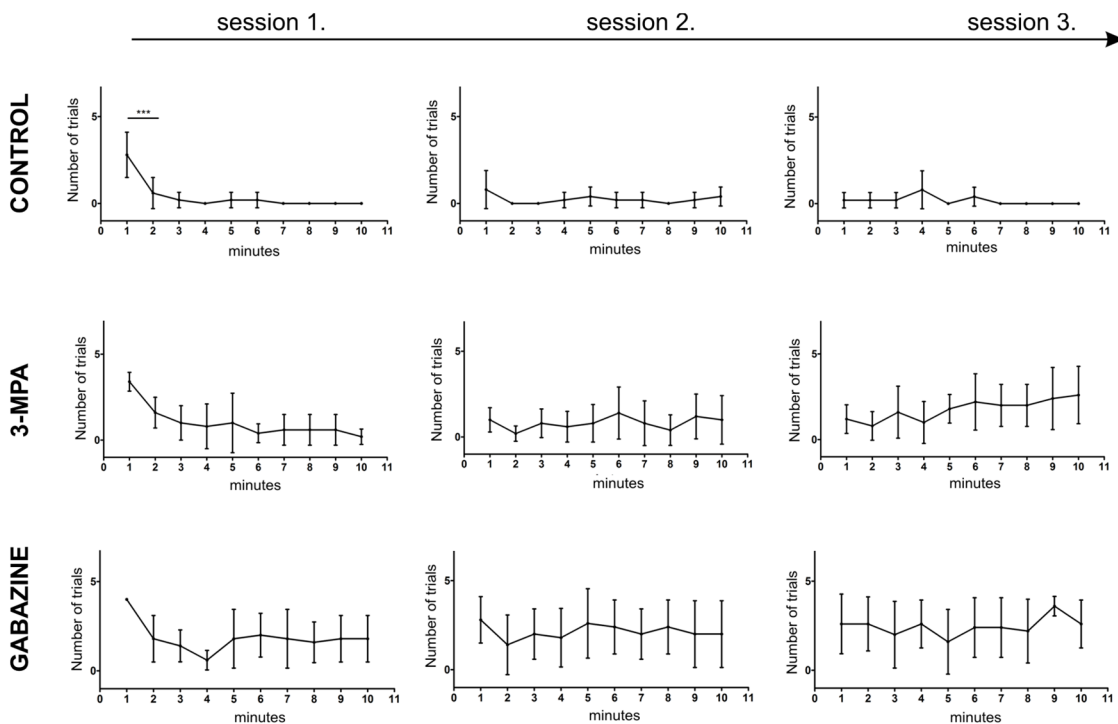 session 1. session 2. session 3.
CONTROL
Number of trials
5
0
***
0 1 2 3 4 5 6 7 8 9 10 11
minutes
Number of trials
5
0
0 1 2 3 4 5 6 7 8 9 10 11
minutes
Number of trials
5
0
0 1 2 3 4 5 6 7 8 9 10 11
minutes
3-MPA
Number of trials
5
0
0 1 2 3 4 5 6 7 8 9 10 11
minutes
Number of trials
5
0
0 1 2 3 4 5 6 7 8 9 10 11
minutes
Number of trials
5
0
0 1 2 3 4 5 6 7 8 9 10 11
minutes
GABAZINE
Number of trials
5
0
0 1 2 3 4 5 6 7 8 9 10 11
minutes
Number of trials
5
0
0 1 2 3 4 5 6 7 8 9 10 11
minutes
Number of trials
5
0
0 1 2 3 4 5 6 7 8 9 10 11
minutes